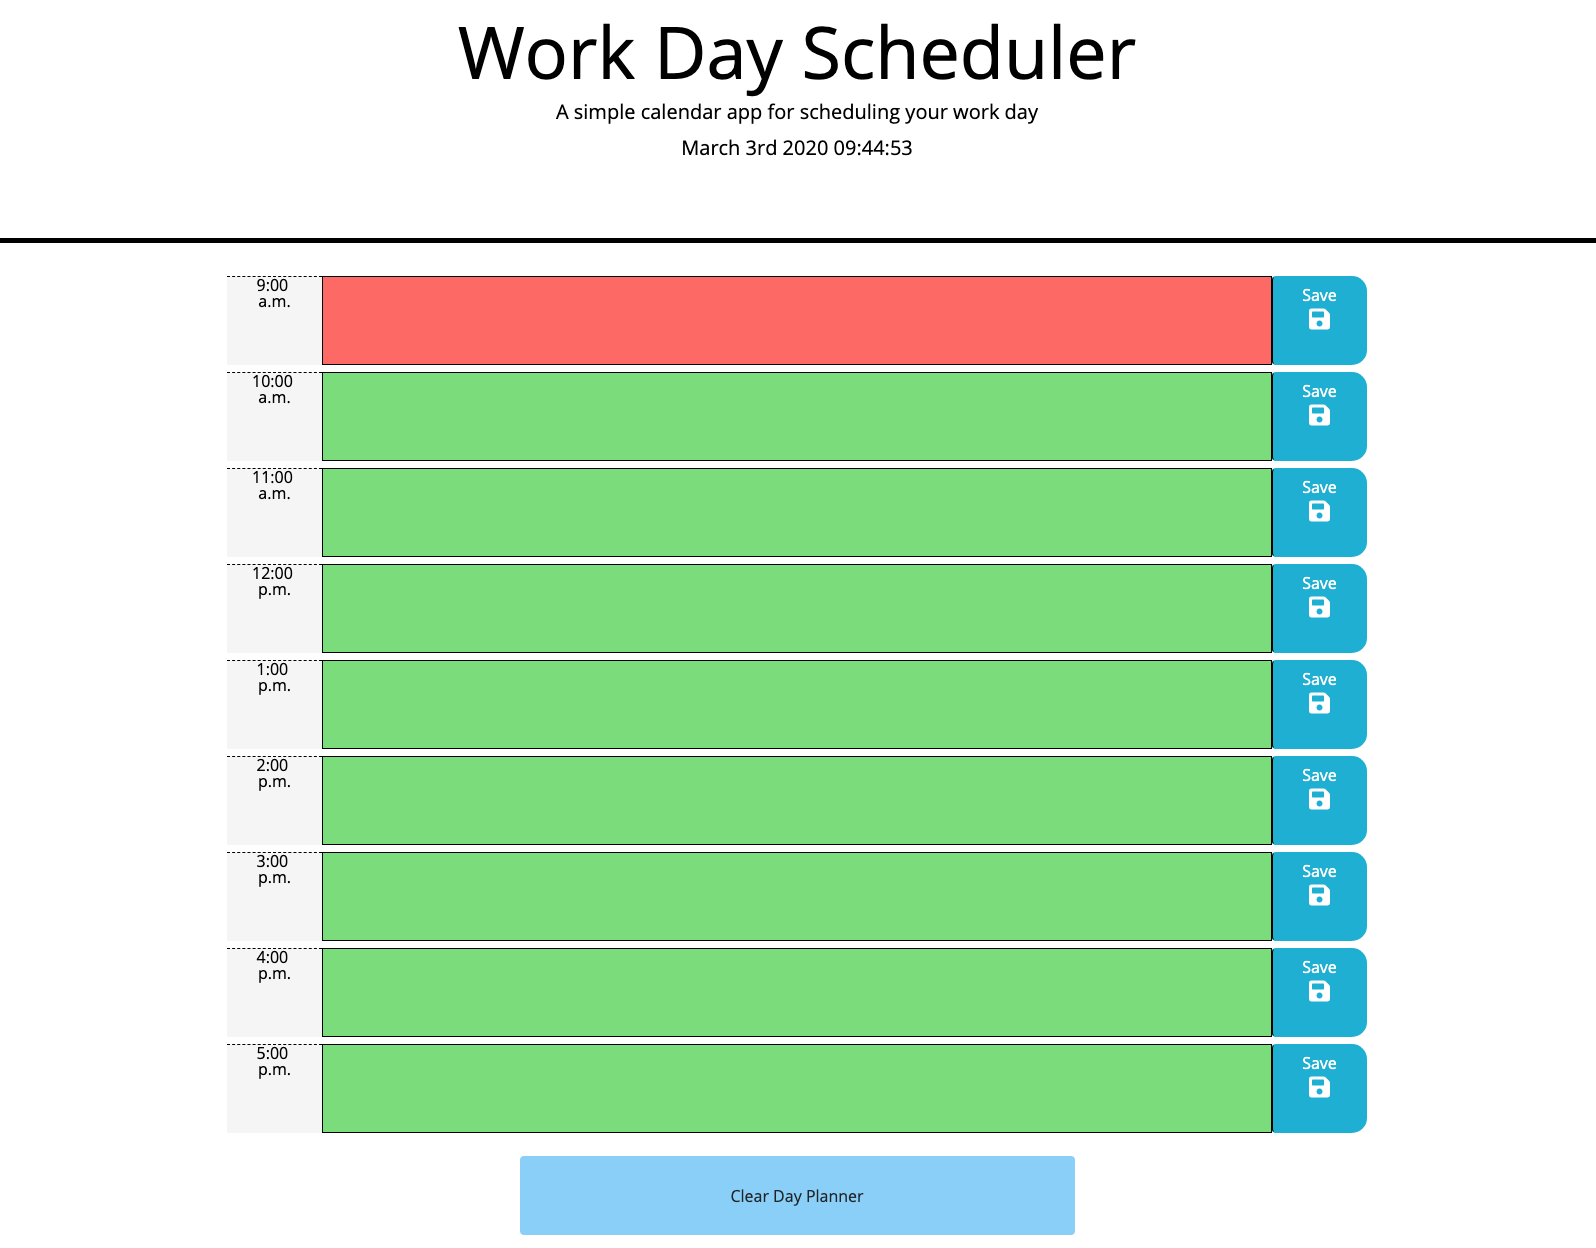 Work Day Scheduler
A simple calendar app for scheduling your work day
March 3rd 2020 09:44:53
9:00
a.m.
Save
10:00
a.m.
Save
11:00
a.m.
Save
12:00
p.m.
Save
1:00
p.m.
Save
2:00
p.m.
Save
3:00
p.m.
Save
4:00
p.m.
Save
5:00
p.m.
Save
Clear Day Planner